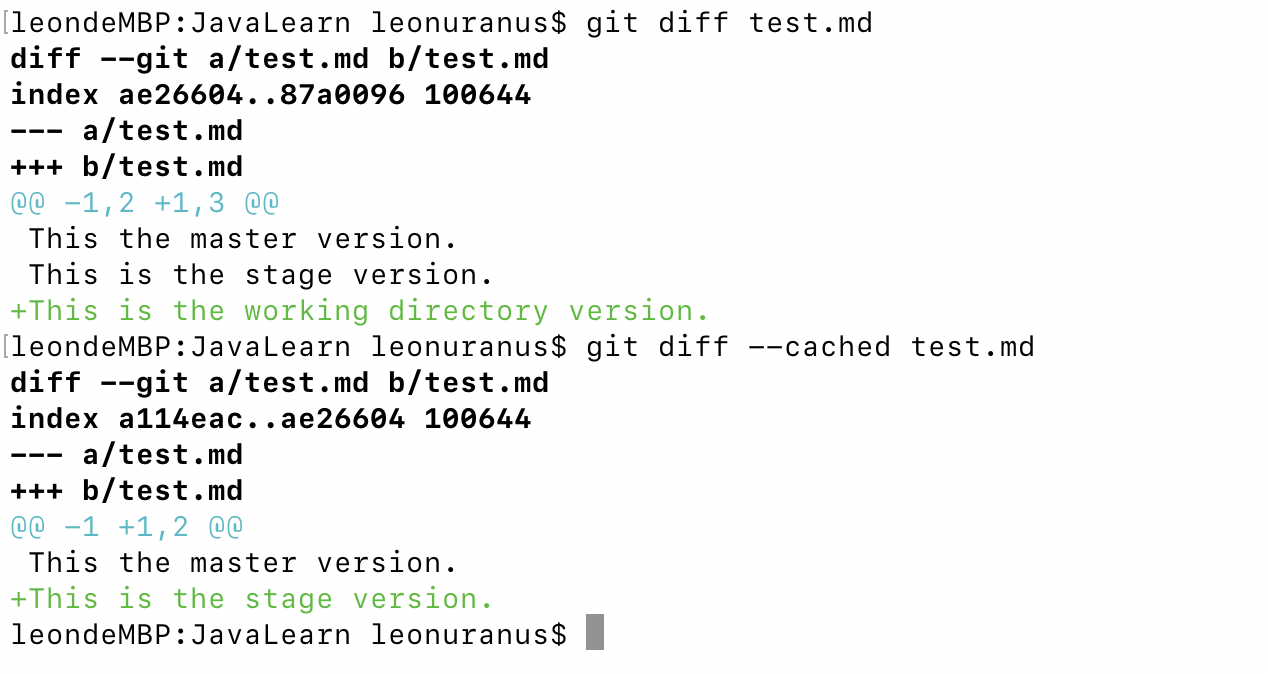 [leondeMBP:JavaLearn leonuranus$ git diff test.md
diff --git a/test.md b/test.md
index ae26604..87a0096 100644
--- a/test.md
+++ b/test.md
@@ -1,2 +1,3 @@
 This the master version.
 This is the stage version.
+This is the working directory version.
[leondeMBP:JavaLearn leonuranus$ git diff --cached test.md
diff --git a/test.md b/test.md
index a114eac..ae26604 100644
--- a/test.md
+++ b/test.md
@@ -1 +1,2 @@
 This the master version.
+This is the stage version.
leondeMBP:JavaLearn leonuranus$